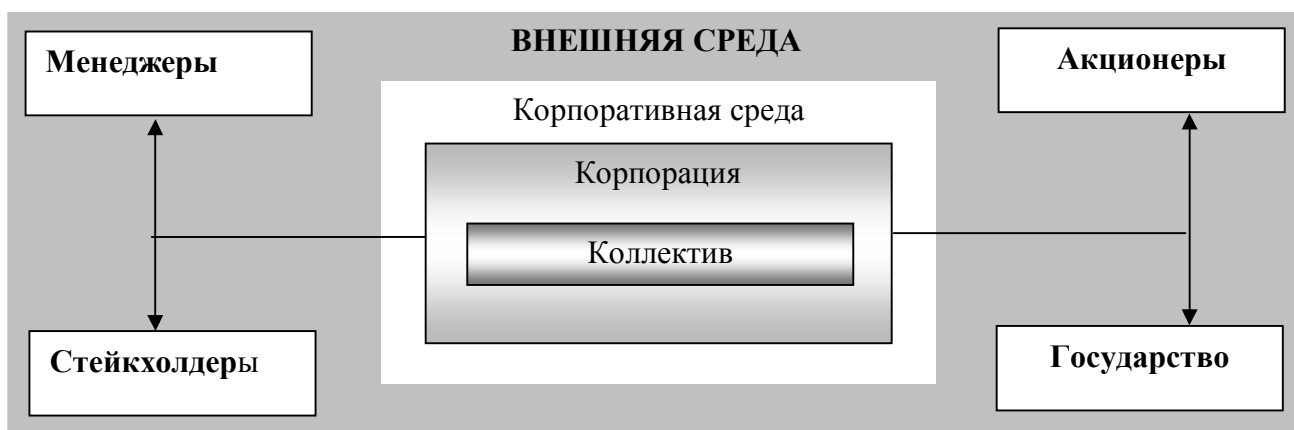 ВНЕШНЯЯ СРЕДА
Менеджеры
Акционеры
Корпоративная среда
Корпорация
Коллектив
Стейкхолдеры
Государство